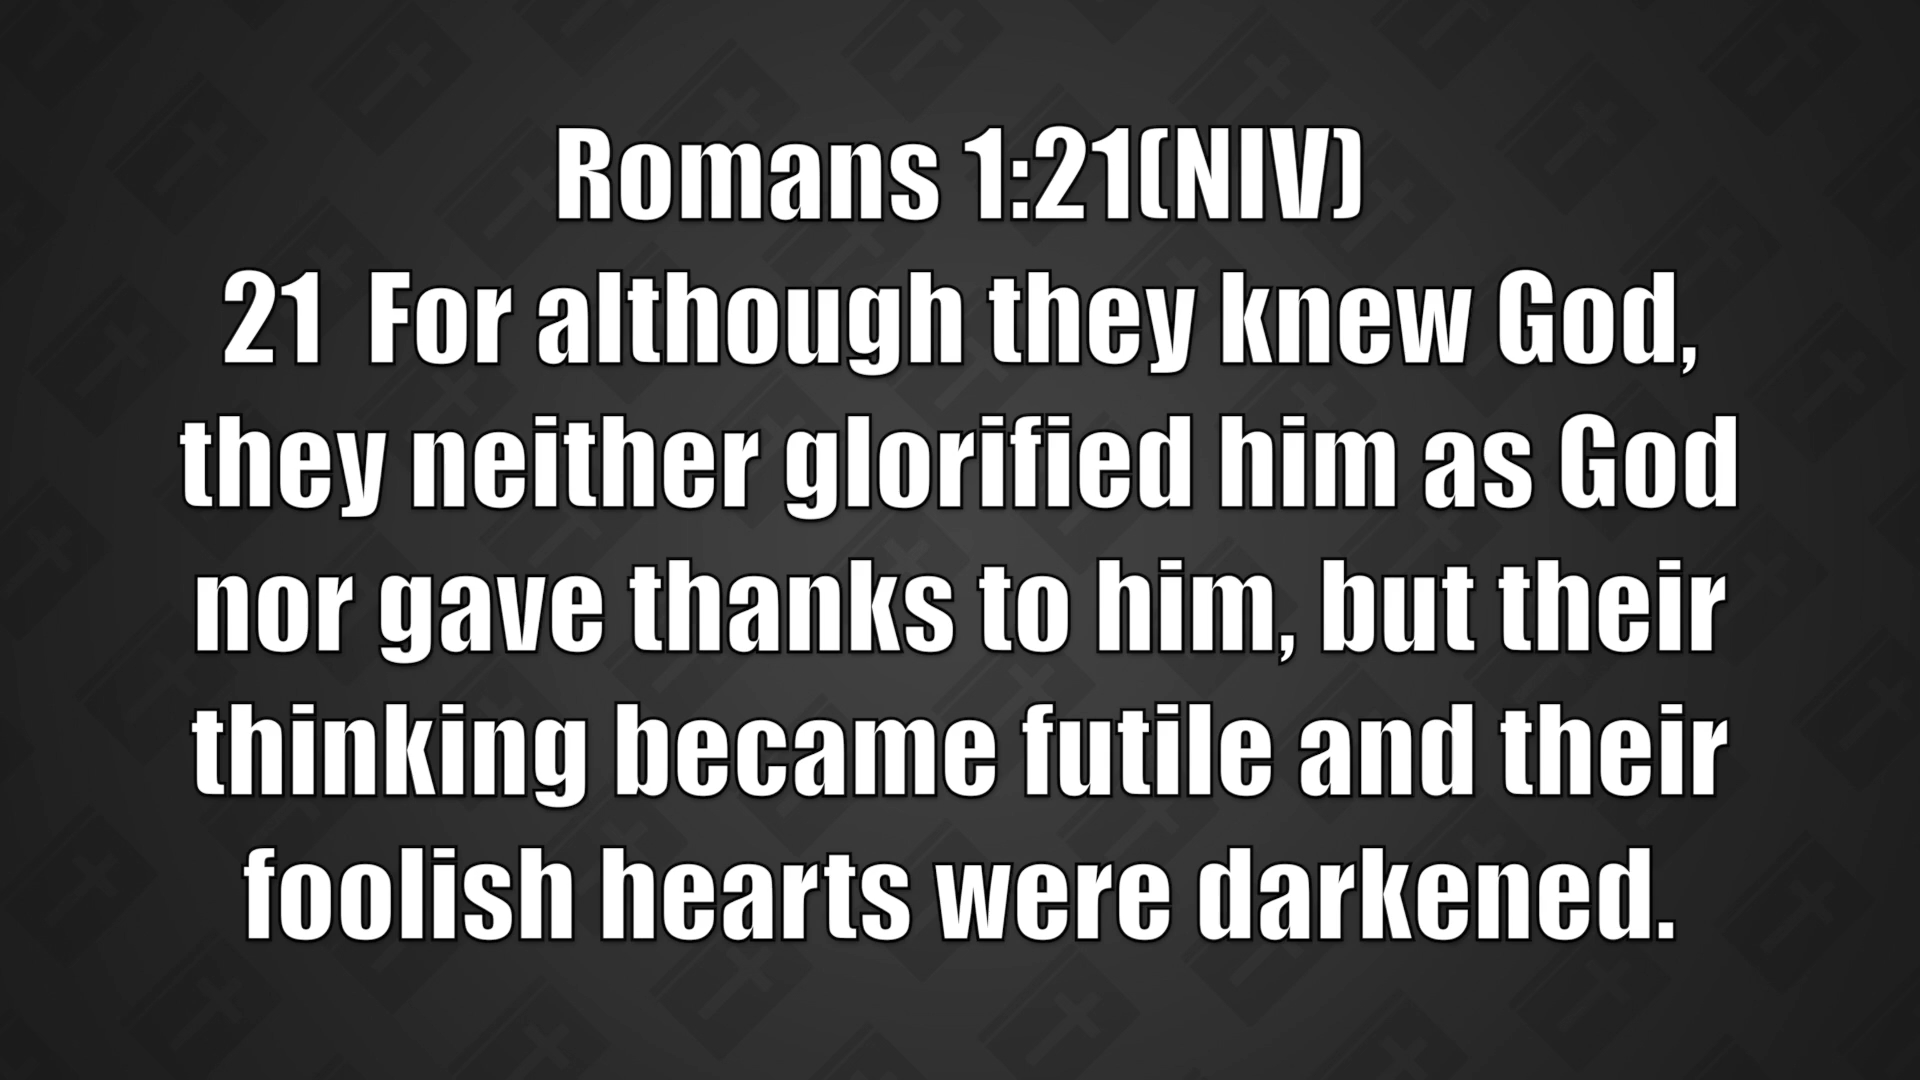 Romans 1:21(NIV)
21  For although they knew God,
they neither glorified him as God
nor gave thanks to him, but their
thinking became futile and their
foolish hearts were darkened.